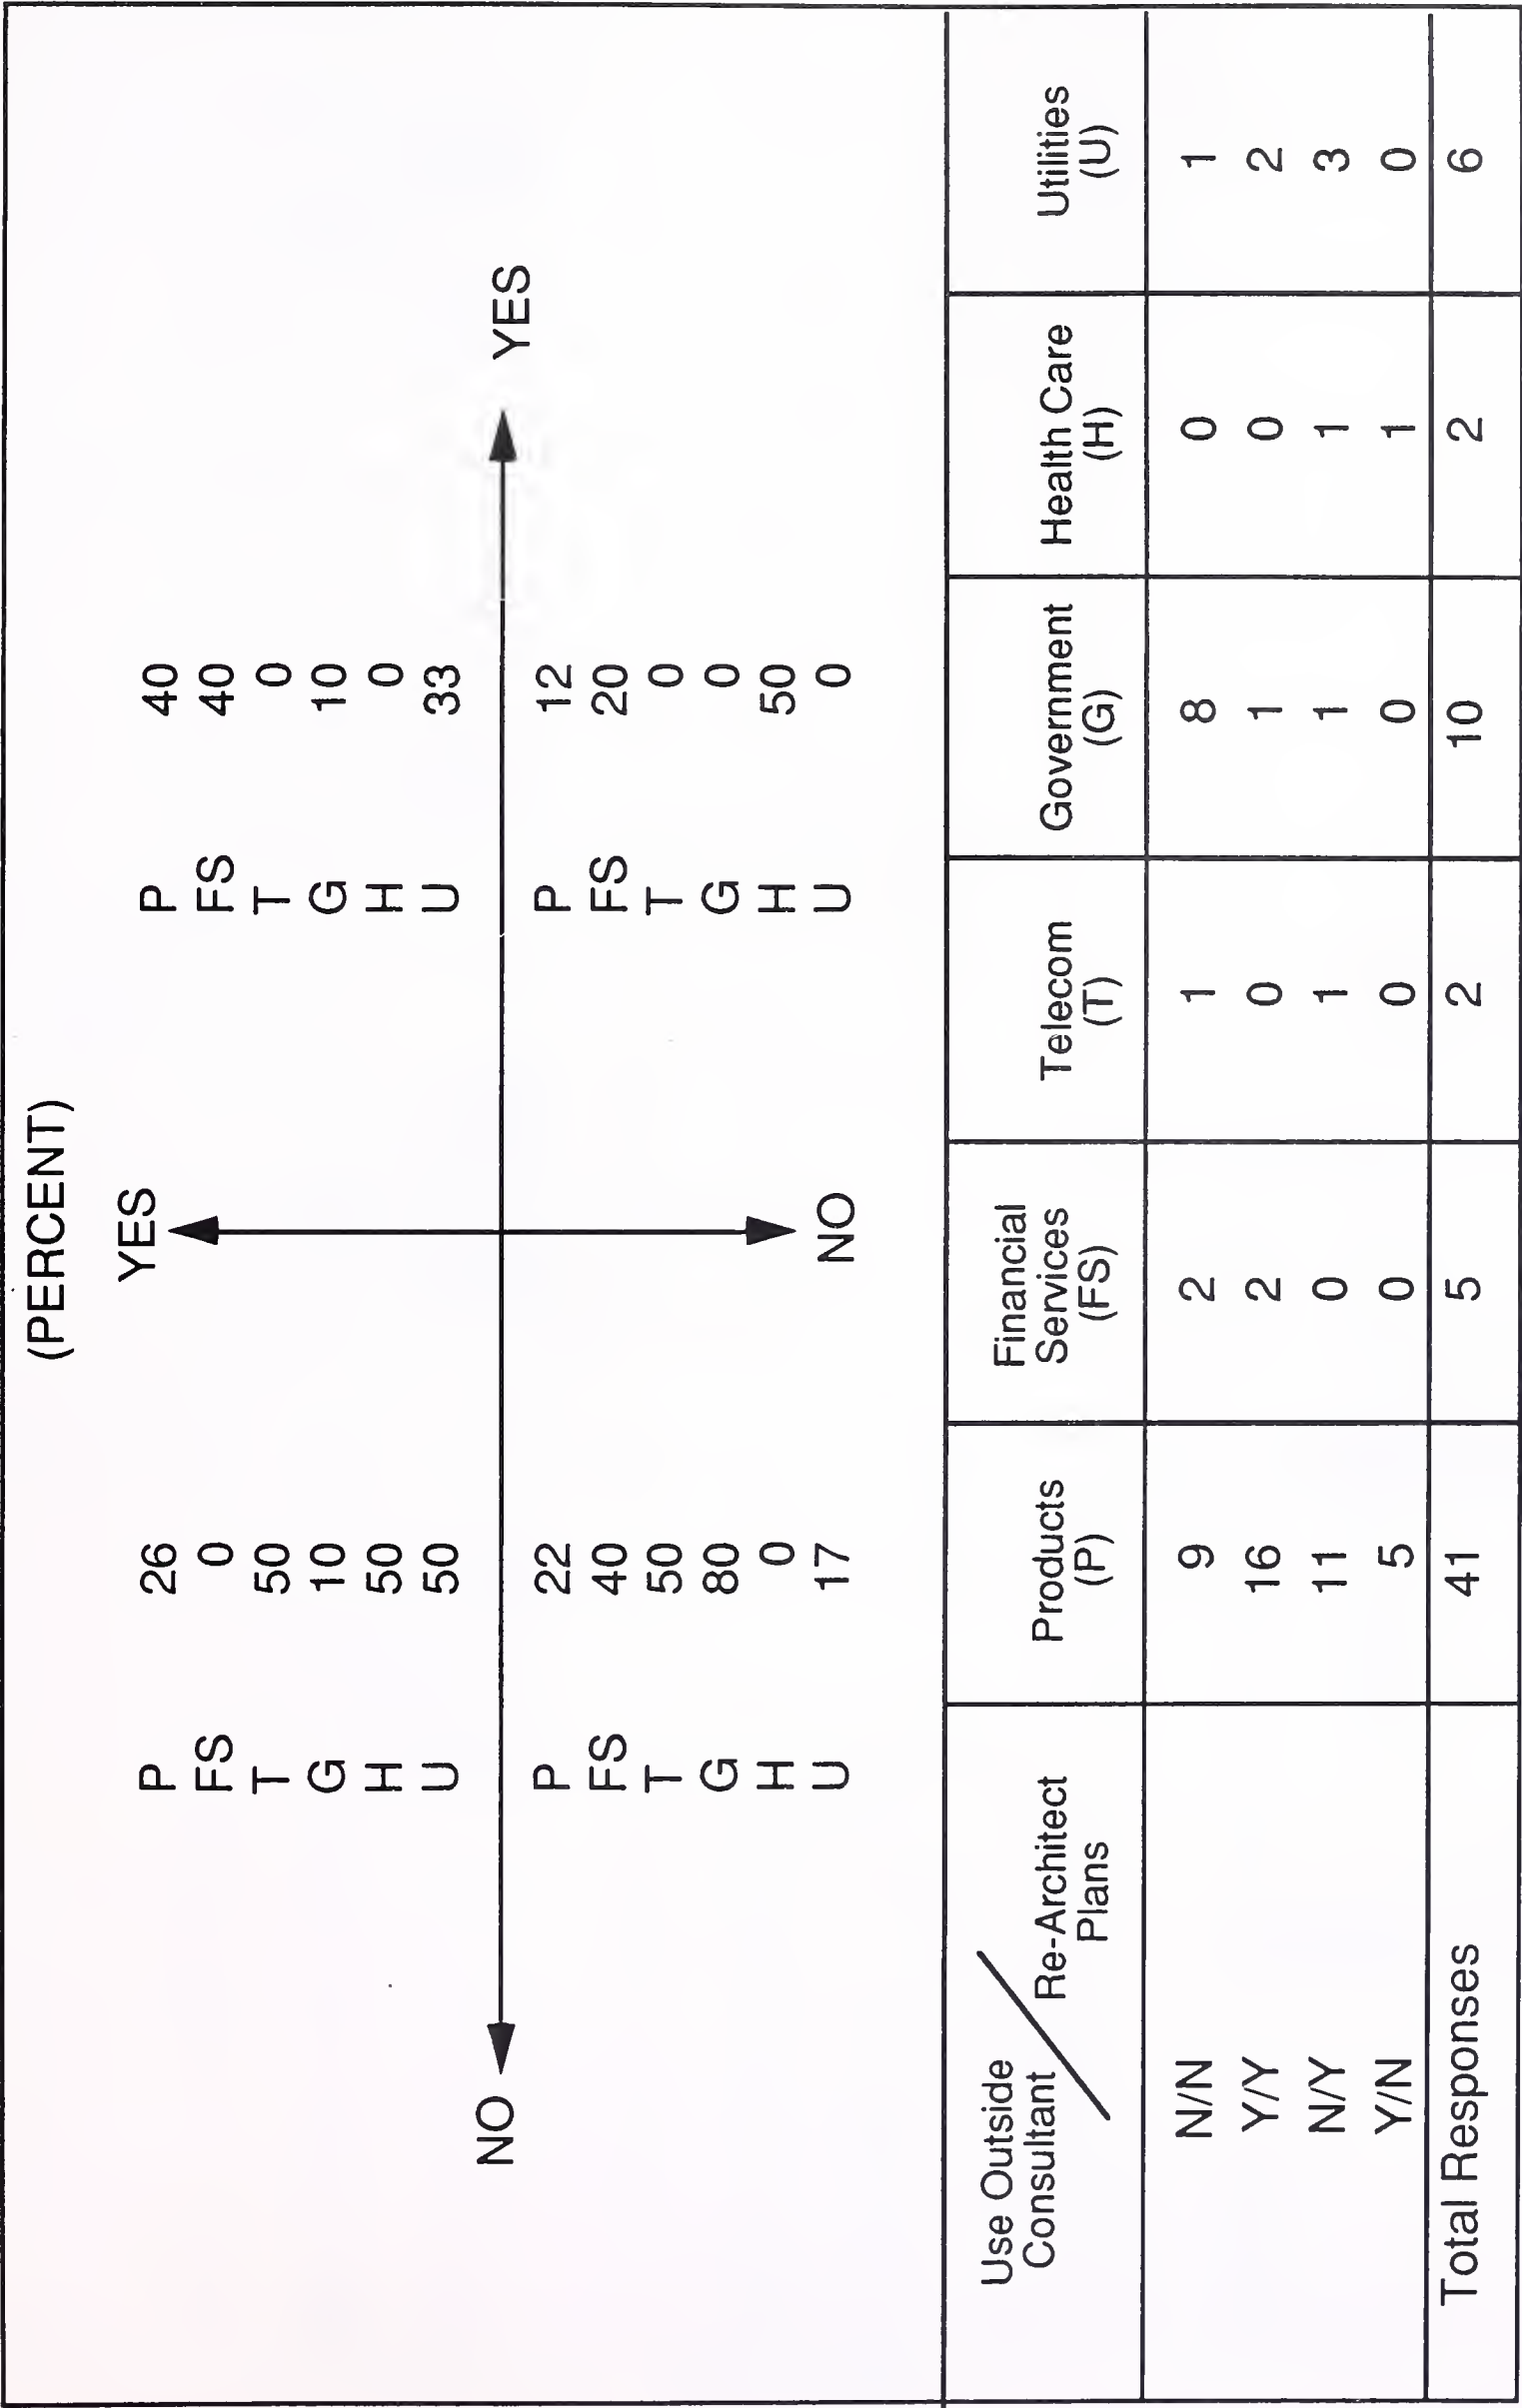 (PERCENT)
YES
P 26 P 40
FS 0 FS 40
T 50 T 0
G 10 G 10
H 50 H 0
U 50 U 33
NO YES
P 22 P 12
FS 40 FS 20
T 50 T 0
G 80 G 0
H 0 H 50
U 17 U 0
NO
Use Outside Consultant / Re-Architect Plans Products (P) Financial Services (FS) Telecom (T) Government (G) Health Care (H) Utilities (U)
N/N 9 2 1 8 0 1
Y/Y 16 2 0 1 0 2
N/Y 11 0 1 1 1 3
Y/N 5 0 0 0 1 0
Total Responses 41 5 2 10 2 6